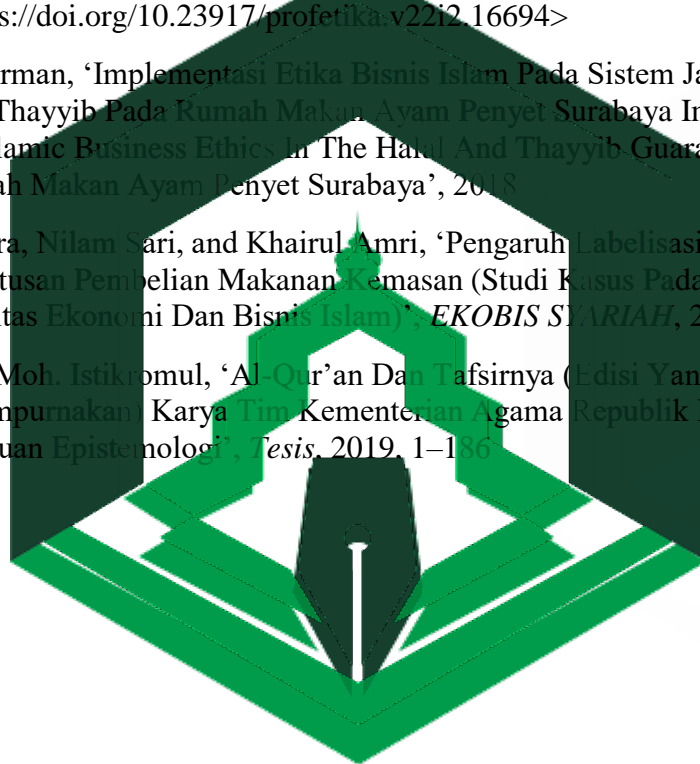 s://doi.org/10.23917/profetika.v22i2.16694>
rman, ‘Implementasi Etika Bisnis Islam Pada Sistem Ja
Thayyib Pada Rumah Makan Ayam Penyet Surabaya In
lamic Business Ethics In The Halal And Thayyib Guara
ah Makan Ayam Penyet Surabaya’, 2018
ra, Nilam Sari, and Khairul Amri, ‘Pengaruh Labelisasi
tusan Pembelian Makanan Kemasan (Studi Kasus Pada
ltas Ekonomi Dan Bisnis Islam)’, EKOBIS SYARIAH, 2
Moh. Istikromul, ‘Al-Qur’an Dan Tafsirnya (Edisi Yan
mpurnakan) Karya Tim Kementerian Agama Republik
uan Epistemologi’, Tesis, 2019, 1–186